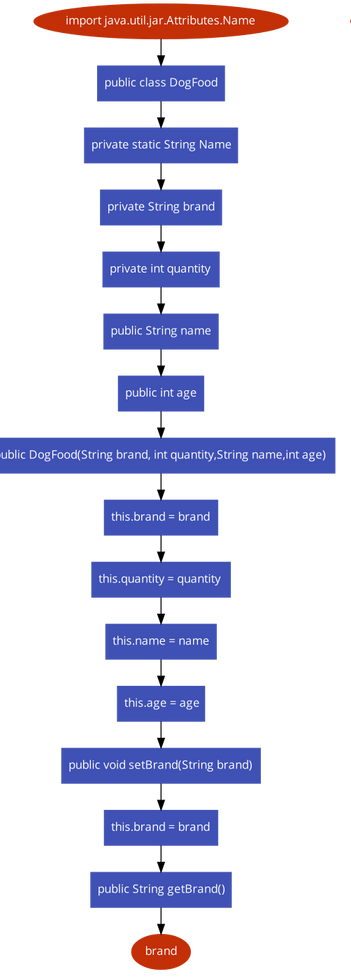 import java.util.jar.Attributes.Name
public class DogFood
private static String Name
private String brand
private int quantity
public String name
public int age
DogFood(String brand, int quantity,String name,int age)
this.brand = brand
this.quantity = quantity
this.name = name
this.age = age
public void setBrand(String brand)
this.brand = brand
public String getBrand()
brand